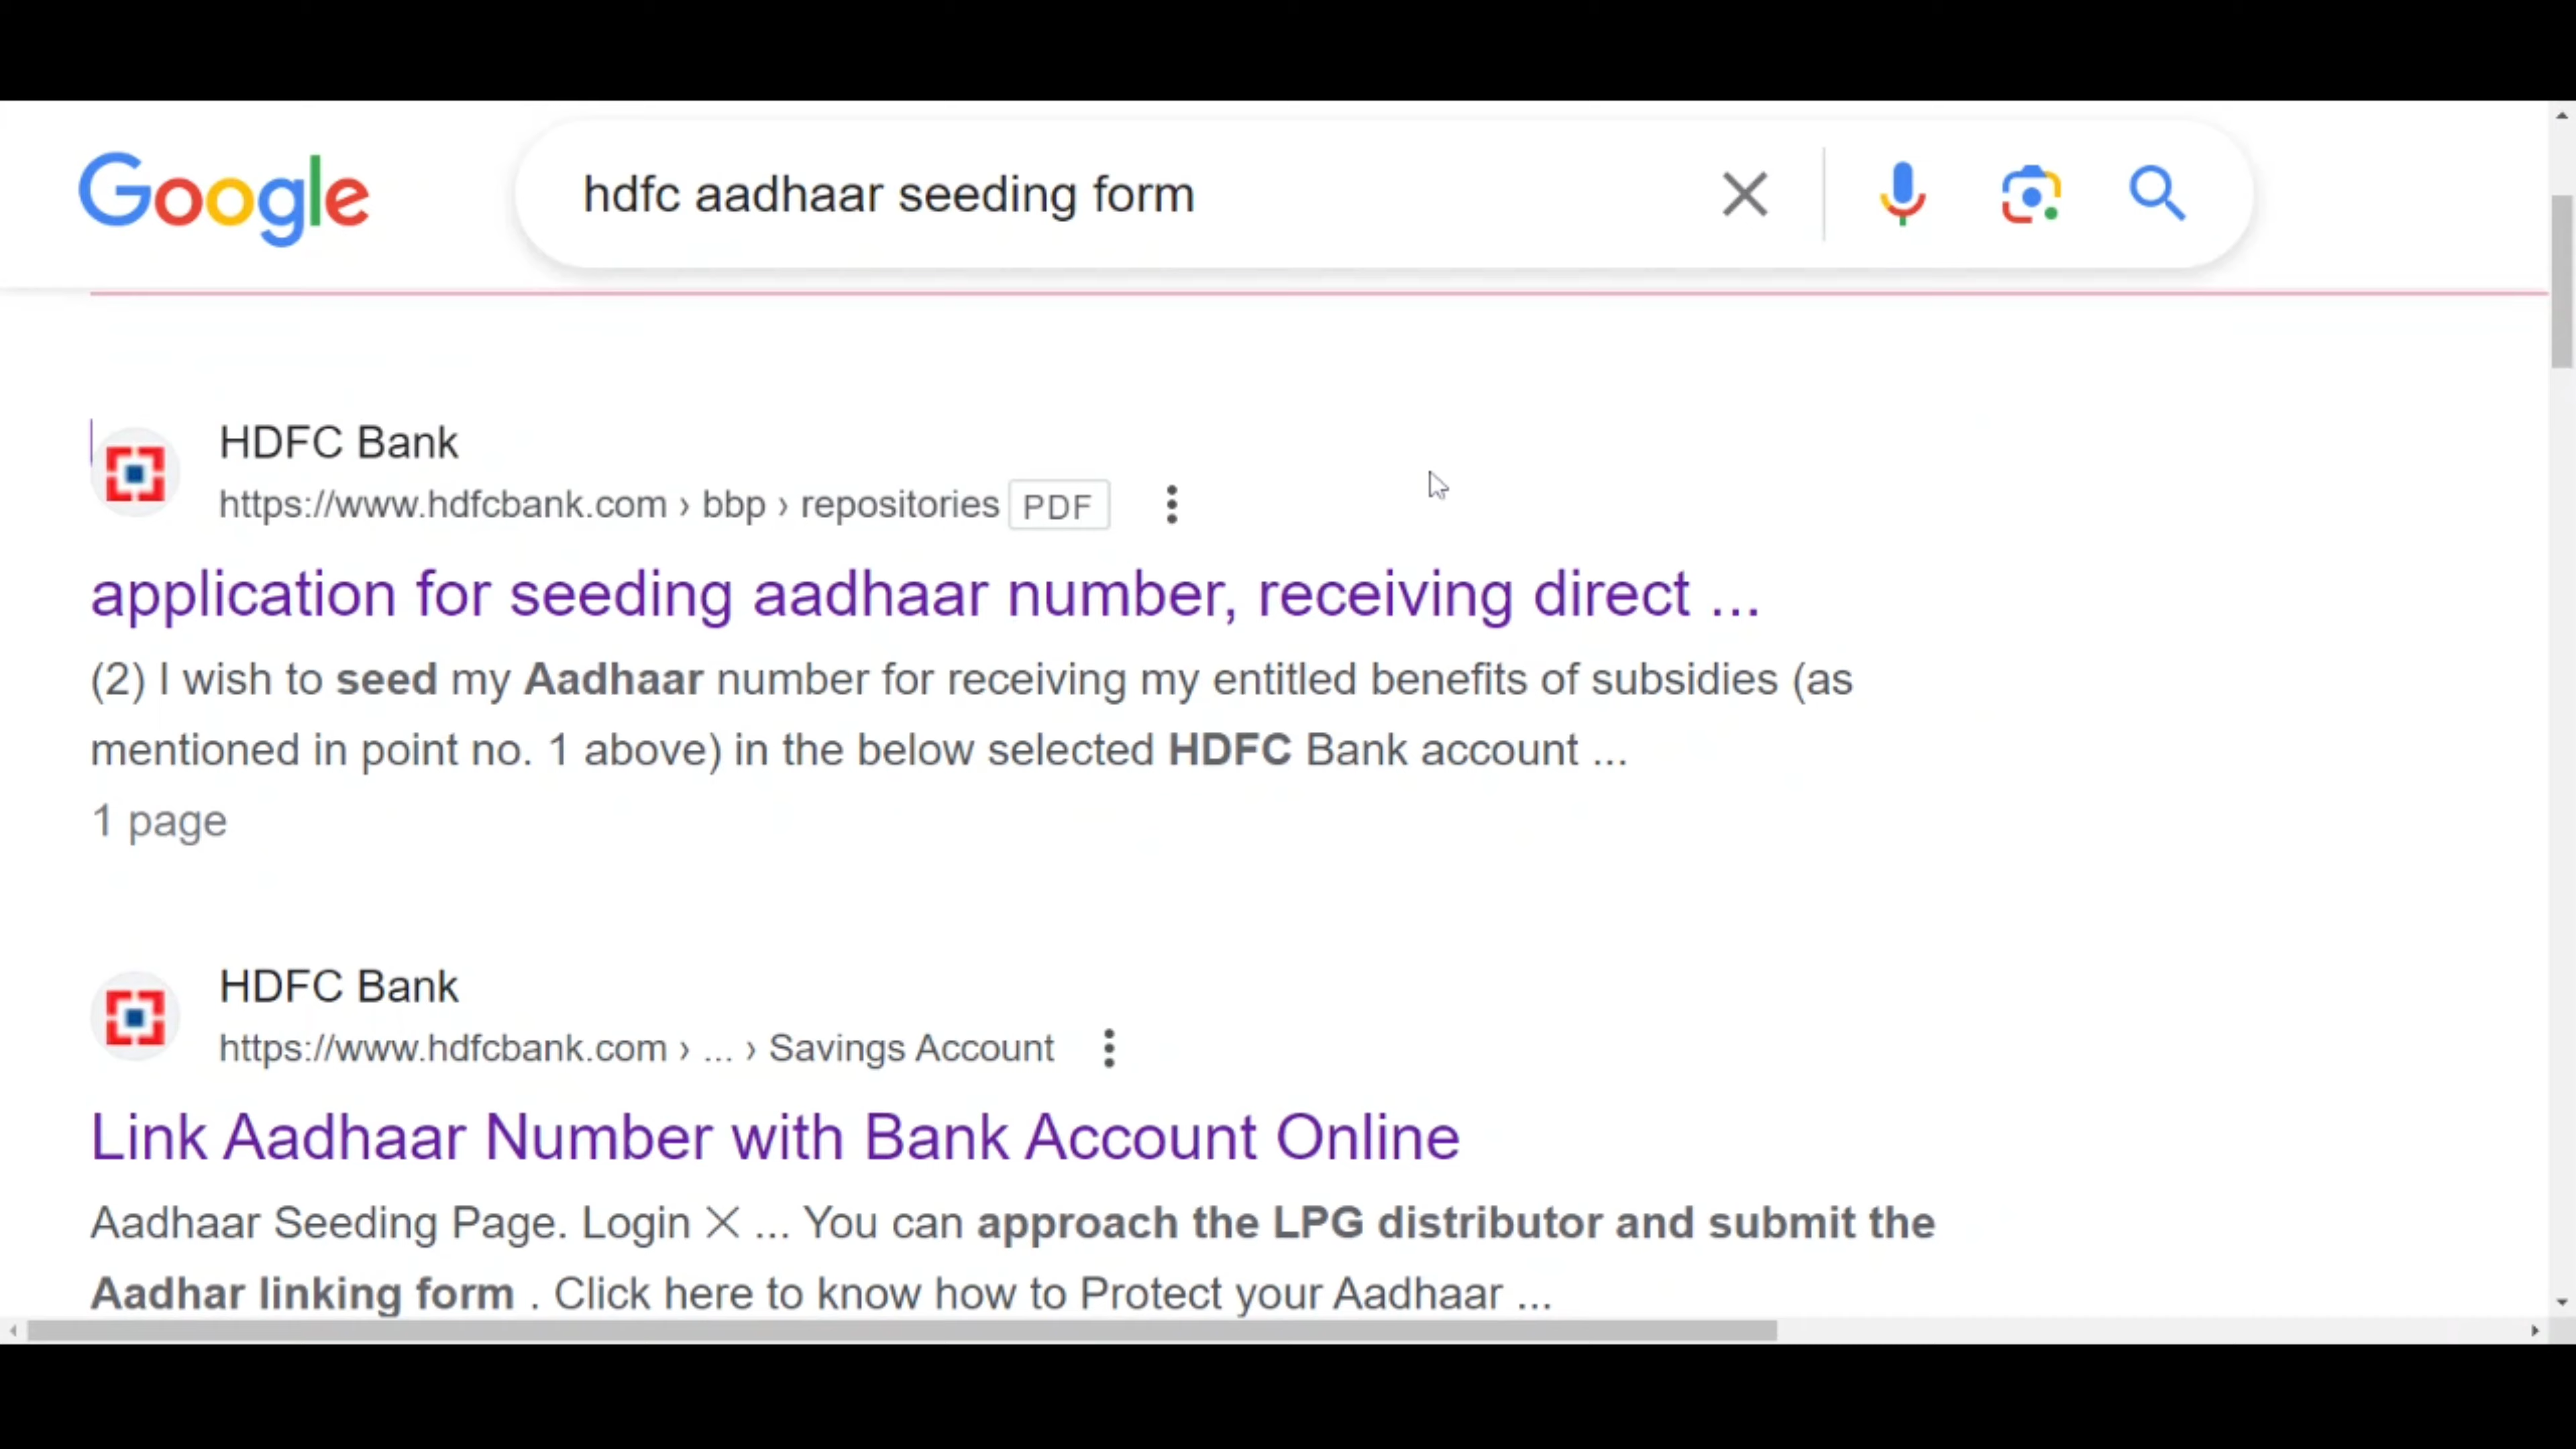 Google
hdfc aadhaar seeding form
HDFC Bank
https://www.hdfcbank.com › bbp › repositories PDF
application for seeding aadhaar number, receiving direct ...
(2) I wish to seed my Aadhaar number for receiving my entitled benefits of subsidies (as
mentioned in point no. 1 above) in the below selected HDFC Bank account ...
1 page
HDFC Bank
https://www.hdfcbank.com › ... › Savings Account
Link Aadhaar Number with Bank Account Online
Aadhaar Seeding Page. Login X ... You can approach the LPG distributor and submit the
Aadhar linking form . Click here to know how to Protect your Aadhaar ...